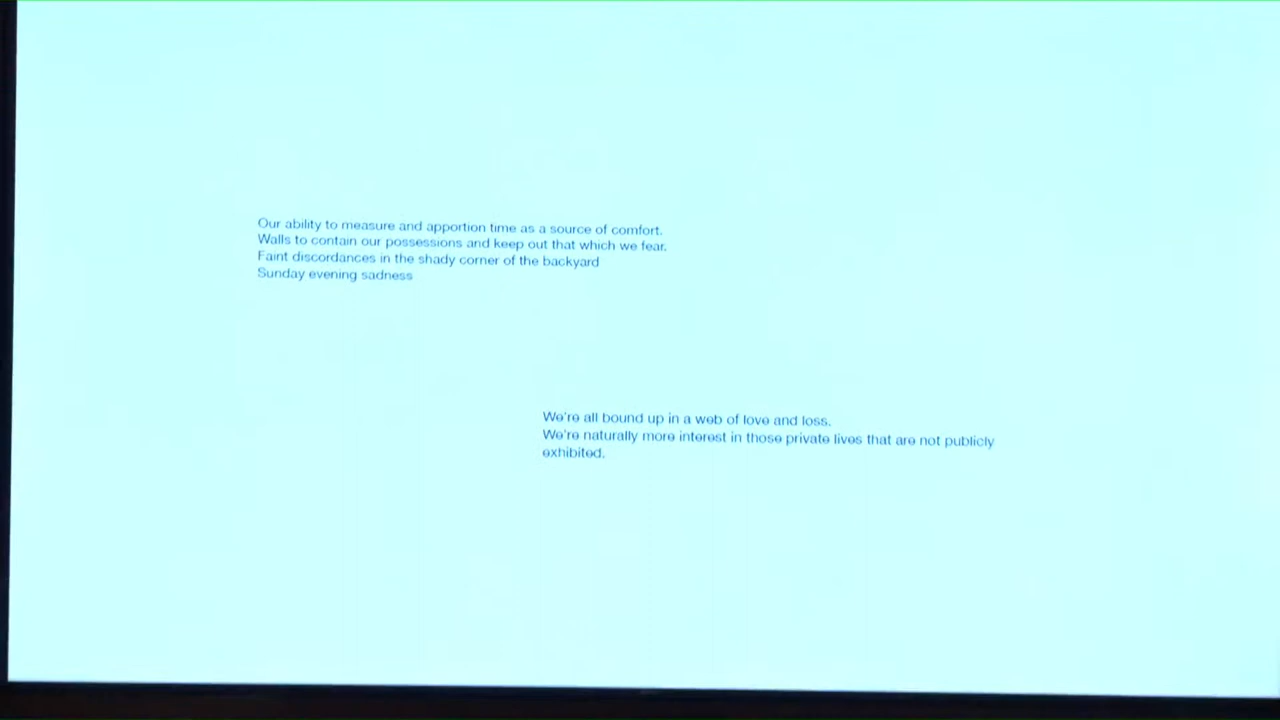 Our ability to measure and apportion time as a source of comfort.
Walls to contain our possessions and keep out that which we fear.
Faint discordances in the shady corner of the backyard
Sunday evening sadness
We're all bound up in a web of love and loss.
We're naturally more interest in those private lives that are not publicly
exhibited.